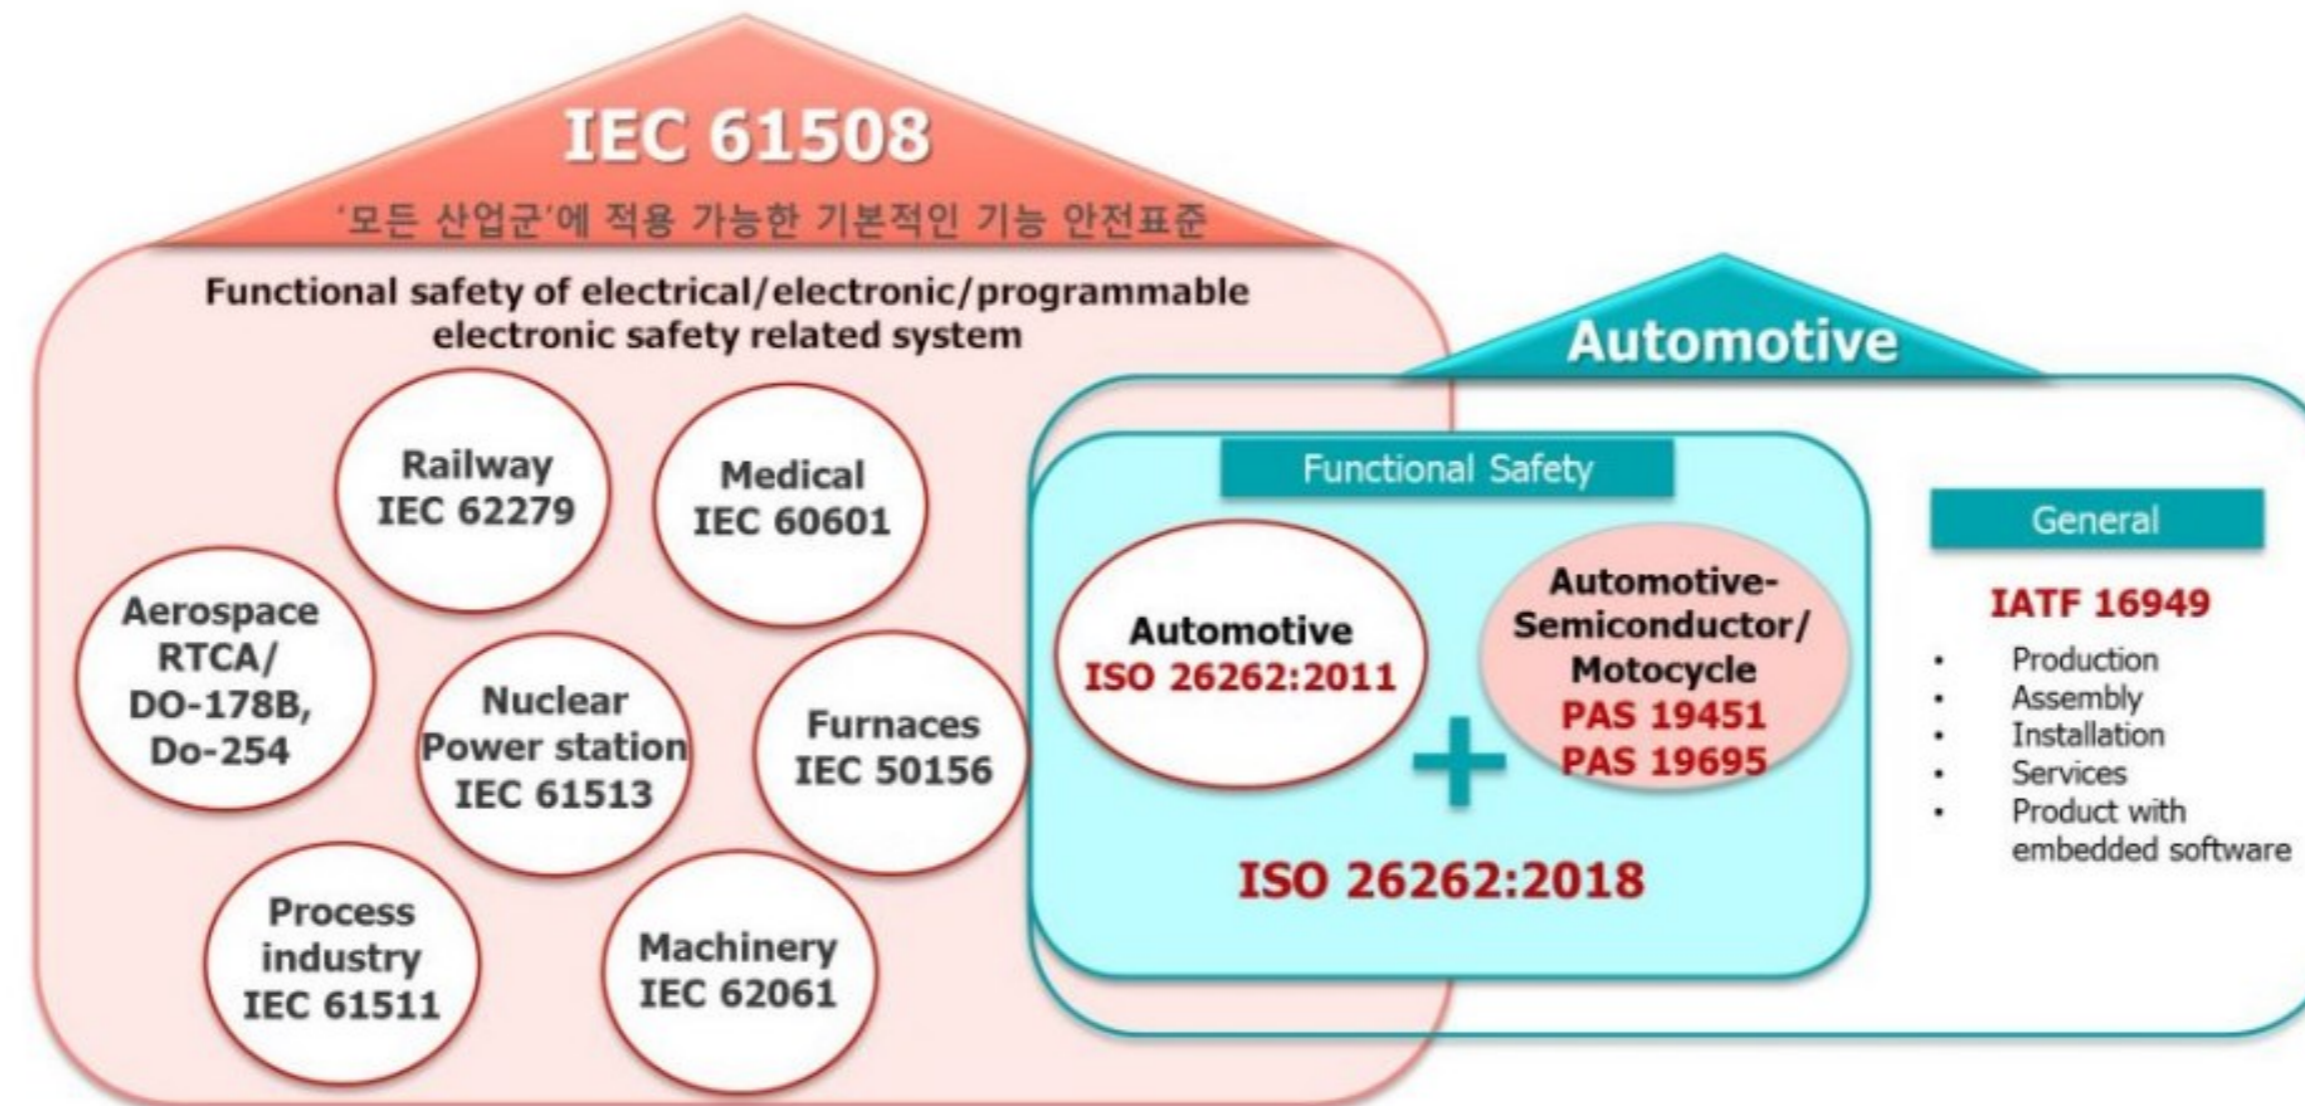 IEC 61508
'모든 산업군'에 적용 가능한 기본적인 기능 안전표준
Functional safety of electrical/electronic/programmable
electronic safety related system
Railway
IEC 62279
Medical
IEC 60601
Aerospace
RTCA/
DO-178B,
Do-254
Nuclear
Power station
IEC 61513
Furnaces
IEC 50156
Process
industry
IEC 61511
Machinery
IEC 62061
Automotive
Functional Safety
Automotive
ISO 26262:2011
+
Automotive-
Semiconductor/
Motocycle
PAS 19451
PAS 19695
ISO 26262:2018
General
IATF 16949
• Production
• Assembly
• Installation
• Services
• Product with
embedded software